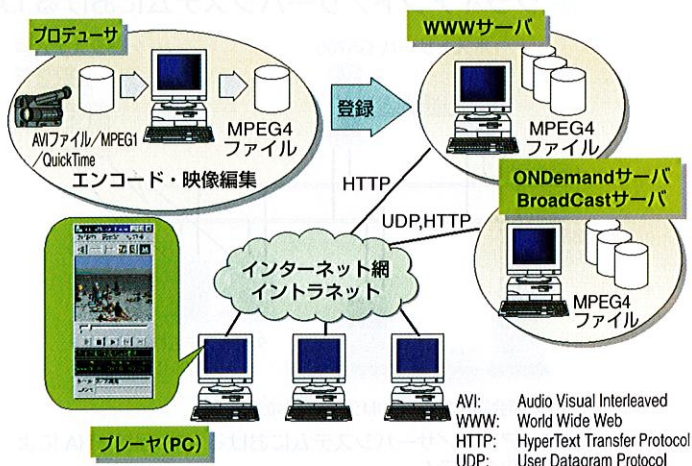 プロデューサ
AVIファイル/MPEG1
/QuickTime
MPEG4
ファイル
エンコード・映像編集
登録
WWWサーバ
MPEG4
ファイル
HTTP
UDP,HTTP
ONDemandサーバ
BroadCastサーバ
MPEG4
ファイル
インターネット網
イントラネット
プレーヤ(PC)
AVI: Audio Visual Interleaved
WWW: World Wide Web
HTTP: HyperText Transfer Protocol
UDP: User Datagram Protocol